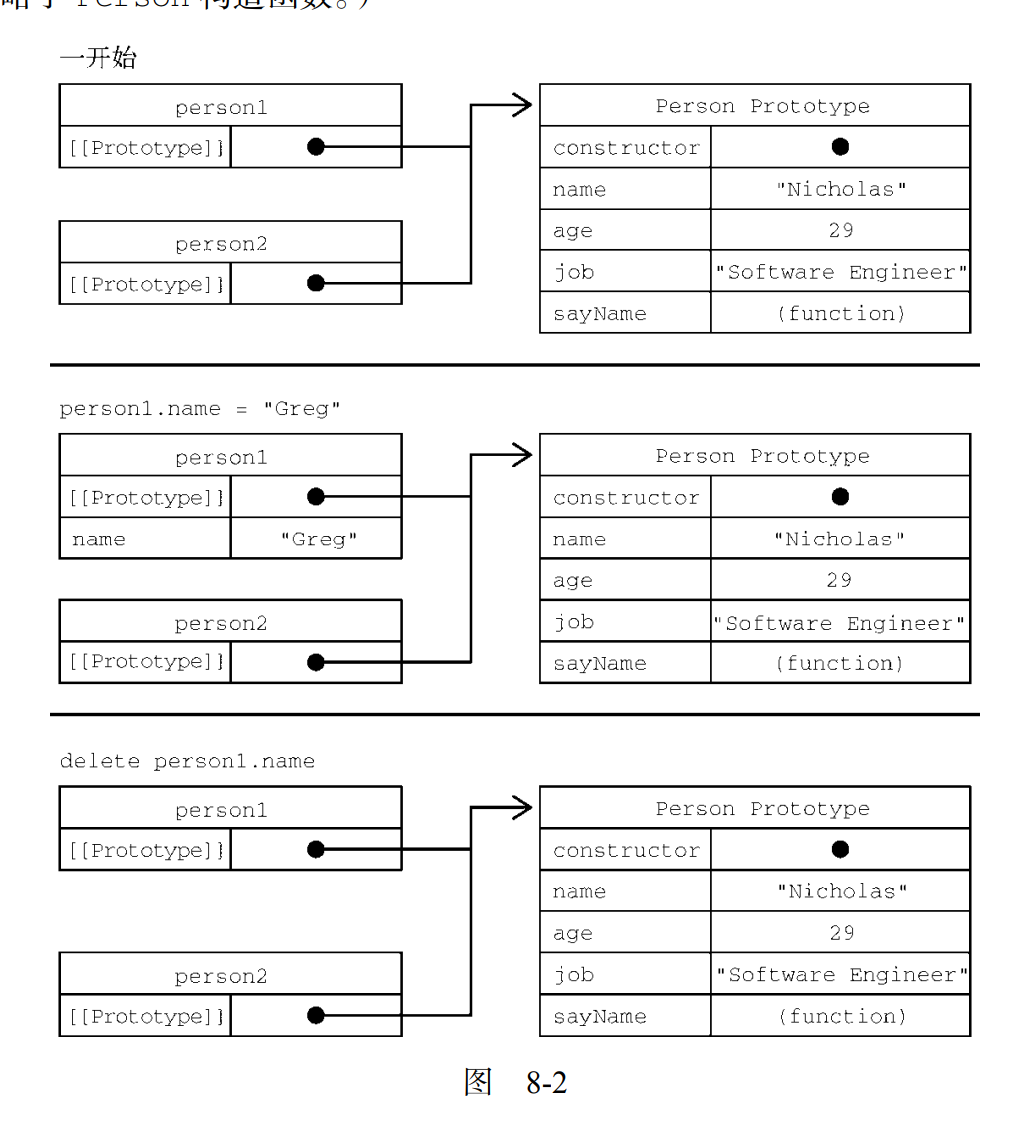 略了 Person 构造函数。)
一开始
person1
[[Prototype]]
person2
[[Prototype]]
Person Prototype
constructor
name "Nicholas"
age 29
job "Software Engineer"
sayName (function)
person1.name = "Greg"
person1
[[Prototype]]
name "Greg"
person2
[[Prototype]]
Person Prototype
constructor
name "Nicholas"
age 29
job "Software Engineer"
sayName (function)
delete person1.name
person1
[[Prototype]]
person2
[[Prototype]]
Person Prototype
constructor
name "Nicholas"
age 29
job "Software Engineer"
sayName (function)
图 8-2